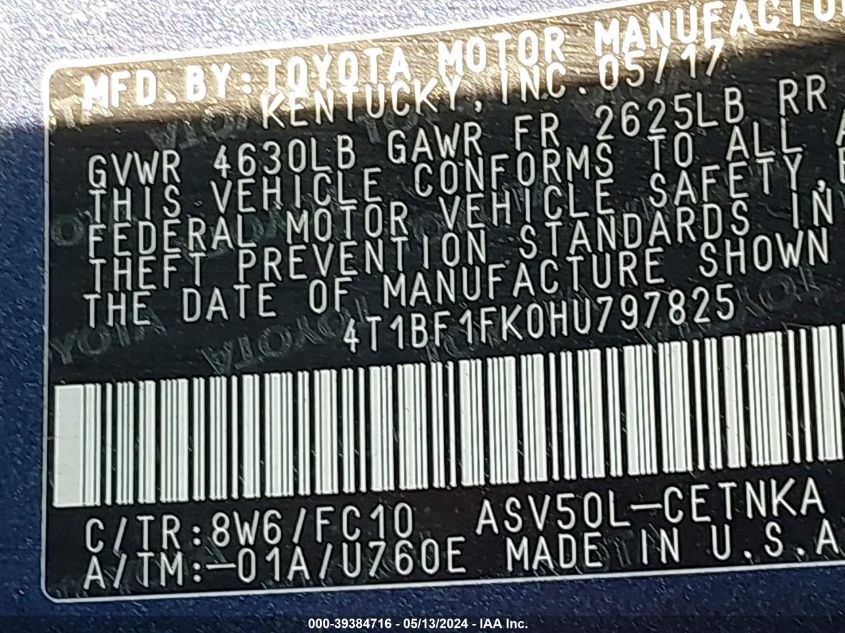 MFD.BY:TOYOTA MOTOR MANUFACTU
KENTUCKY, INC. 05/17
GVWR 4630LB GAWR FR 2625LB RR
THIS VEHICLE CONFORMS TO ALL A
FEDERAL MOTOR VEHICLE SAFETY,
THEFT PREVENTION STANDARDS IN
THE DATE OF MANUFACTURE SHOWN
4T1BF1FK0HU797825
C/TR:8W6/FC10 ASV50L-CETNKA
A/TM:-01A/U760E MADE IN U.S.A
000-39384716 - 05/13/2024 - IAA Inc.